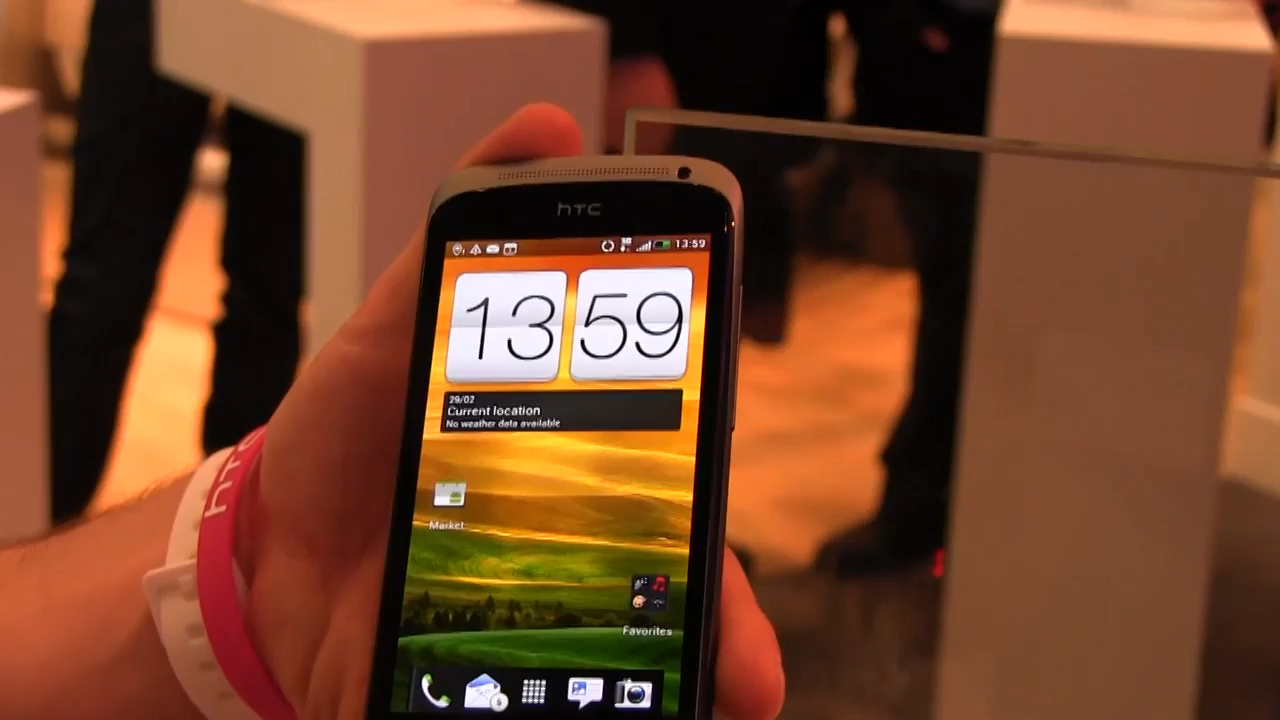 hTC
13:59
13 59
29/02
Current location
No weather data available
Market
Favorites
hTC